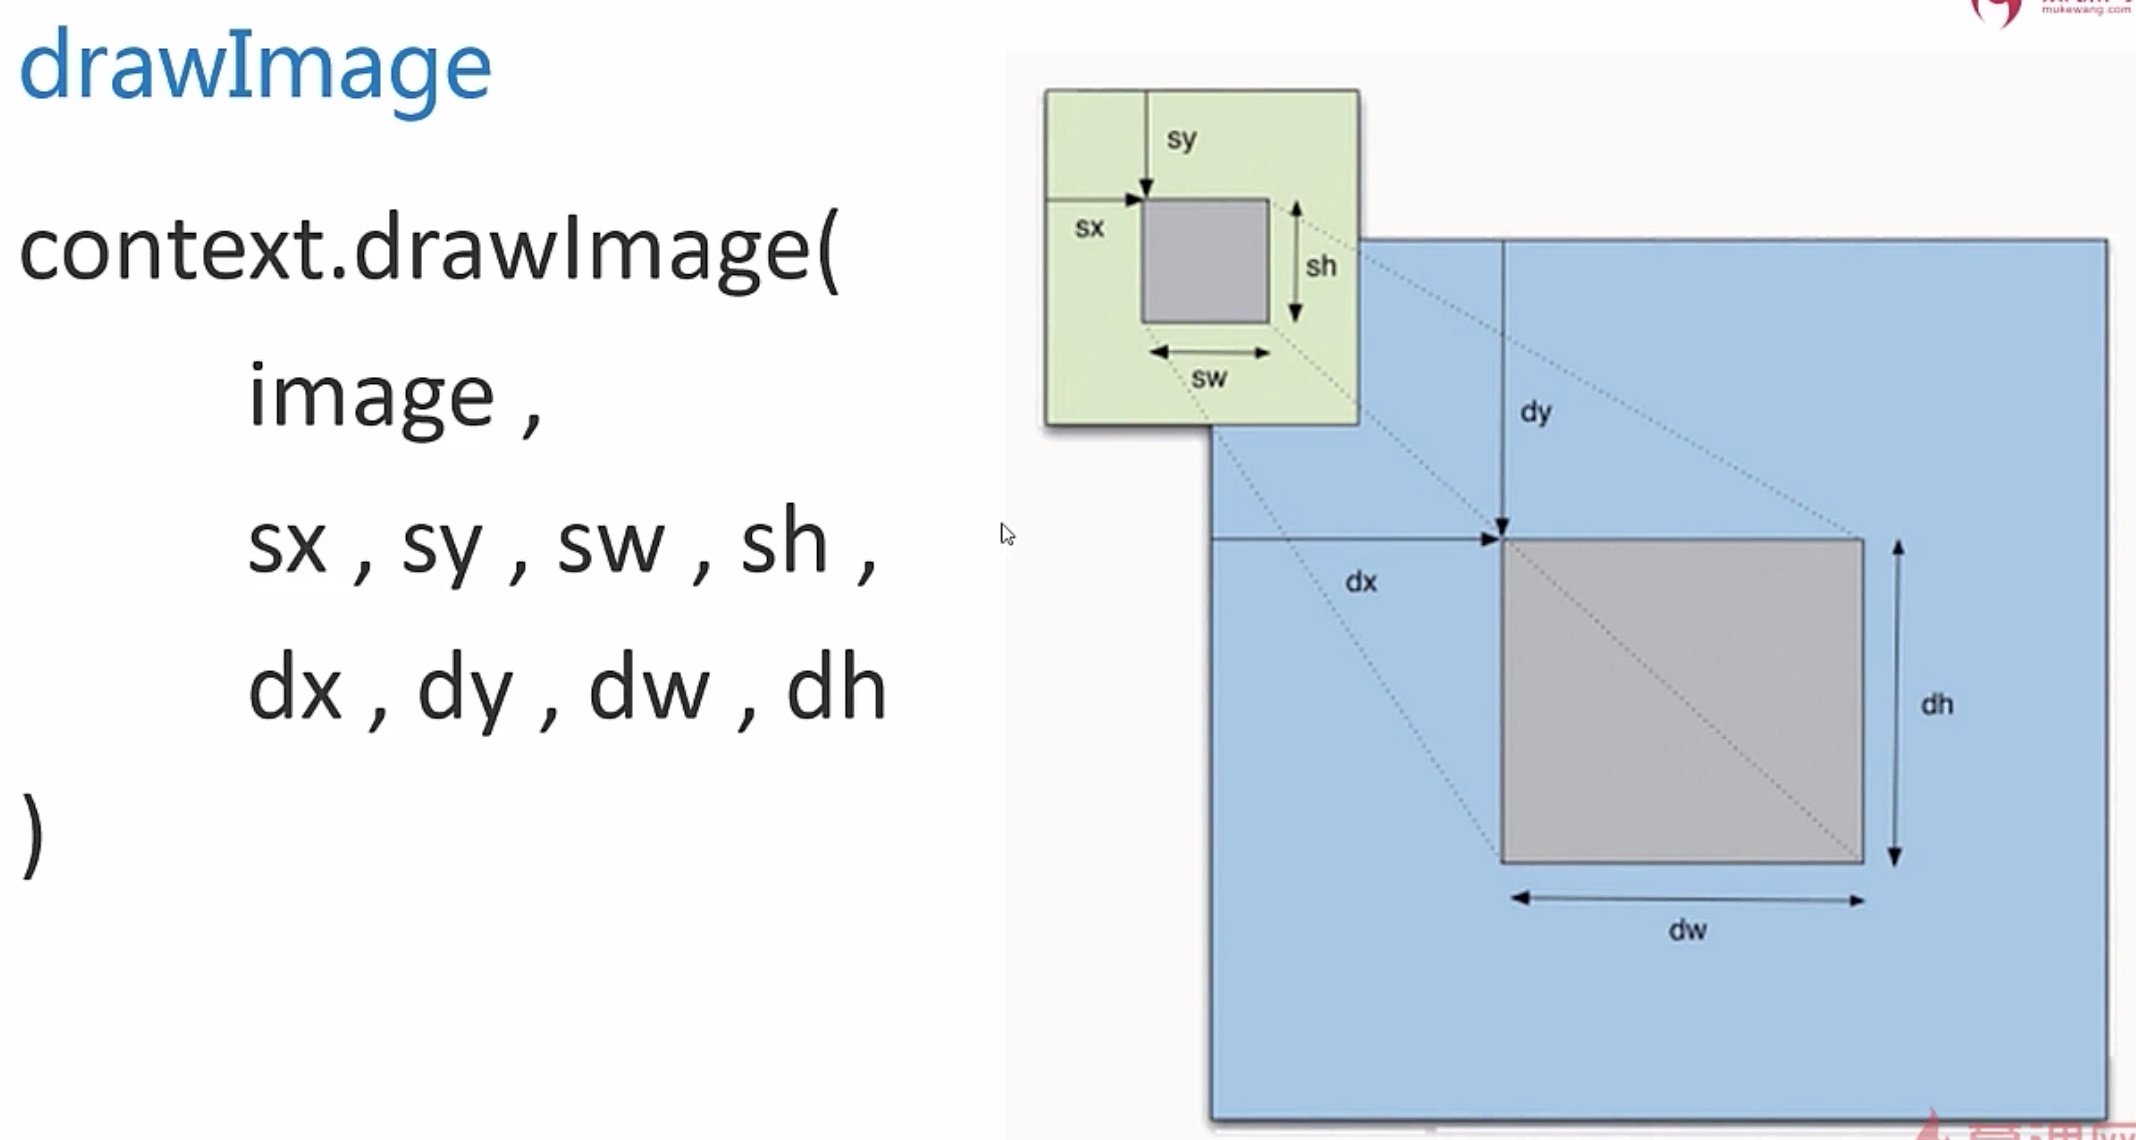 drawImage
context.drawImage(
image ,
sx , sy , sw , sh ,
dx , dy , dw , dh
)
mukewang.com
sy
sx
sh
sw
dy
dx
dh
dw